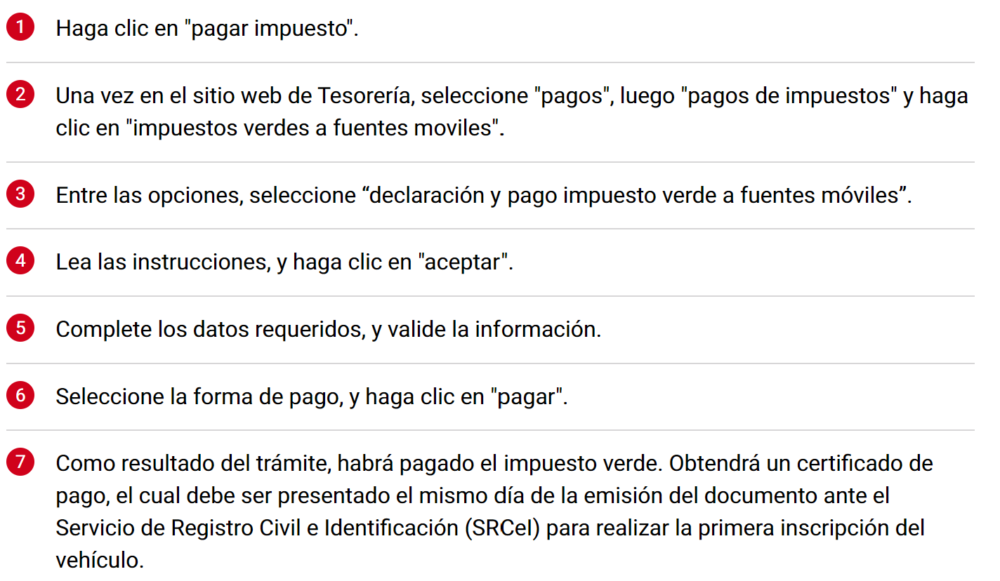 1 Haga clic en "pagar impuesto".
2 Una vez en el sitio web de Tesorería, seleccione "pagos", luego "pagos de impuestos" y haga
clic en "impuestos verdes a fuentes moviles".
3 Entre las opciones, seleccione “declaración y pago impuesto verde a fuentes móviles”.
4 Lea las instrucciones, y haga clic en "aceptar".
5 Complete los datos requeridos, y valide la información.
6 Seleccione la forma de pago, y haga clic en "pagar".
7 Como resultado del trámite, habrá pagado el impuesto verde. Obtendrá un certificado de
pago, el cual debe ser presentado el mismo día de la emisión del documento ante el
Servicio de Registro Civil e Identificación (SRCeI) para realizar la primera inscripción del
vehículo.